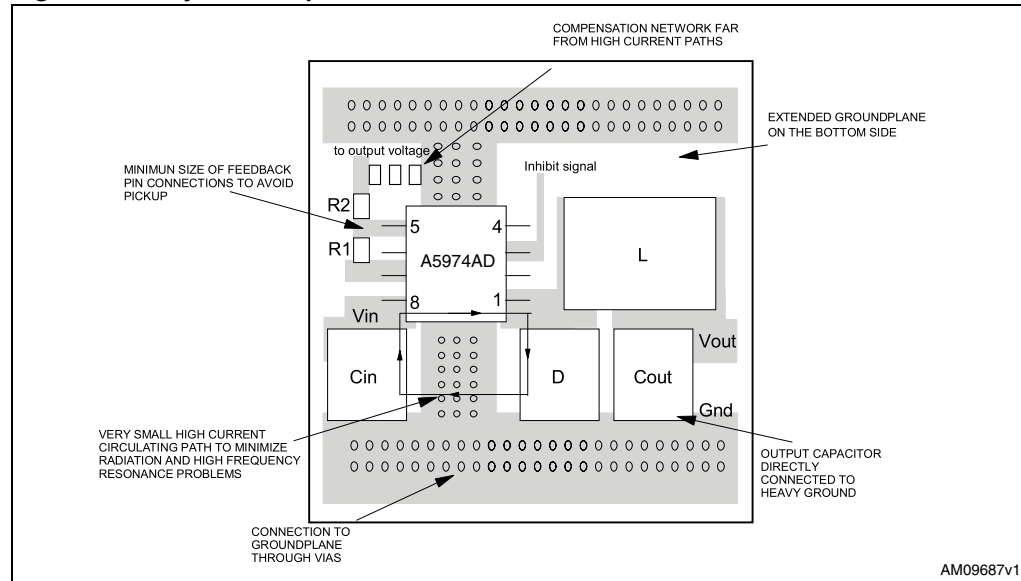 COMPENSATION NETWORK FAR
FROM HIGH CURRENT PATHS
EXTENDED GROUNDPLANE
ON THE BOTTOM SIDE
to output voltage
Inhibit signal
MINIMUN SIZE OF FEEDBACK
PIN CONNECTIONS TO AVOID
PICKUP
R2
5
4
R1
A5974AD
L
8
1
Vin
Vout
Cin
D
Cout
Gnd
VERY SMALL HIGH CURRENT
CIRCULATING PATH TO MINIMIZE
RADIATION AND HIGH FREQUENCY
RESONANCE PROBLEMS
OUTPUT CAPACITOR
DIRECTLY
CONNECTED TO
HEAVY GROUND
CONNECTION TO
GROUNDPLANE
THROUGH VIAS
AM09687v1